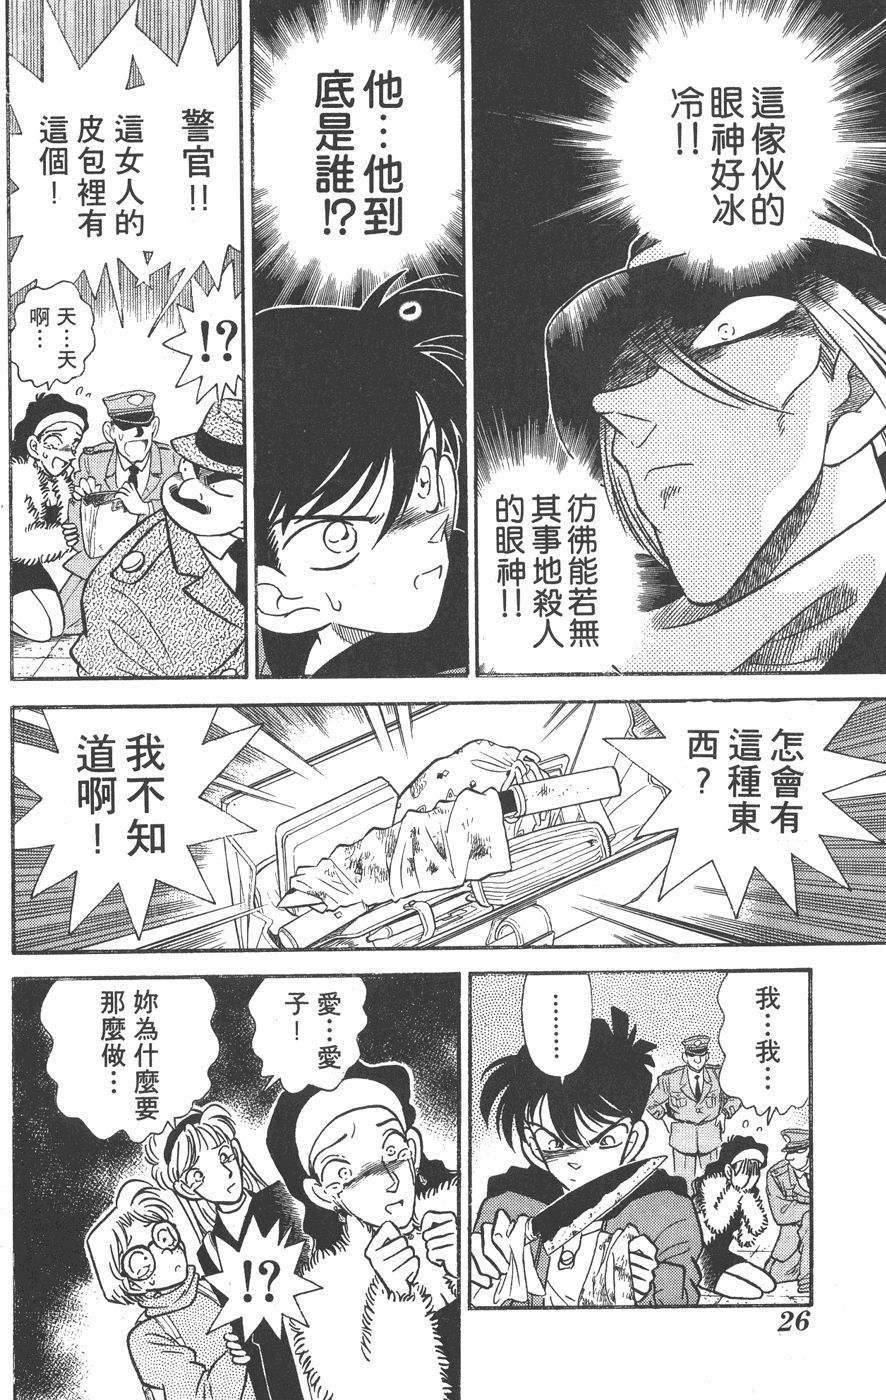 這傢伙的
眼神好冰
冷!!
彷彿能若無
其事地殺人
的眼神!!
他…他到
底是誰!?
警官!!
這女人的
皮包裡有
這個！
!?
天…天
啊…
怎會有
這種東
西？
我不知
道啊！
我…我…
………
愛…愛
子！
妳為什麼要
那麼做…
!?
26